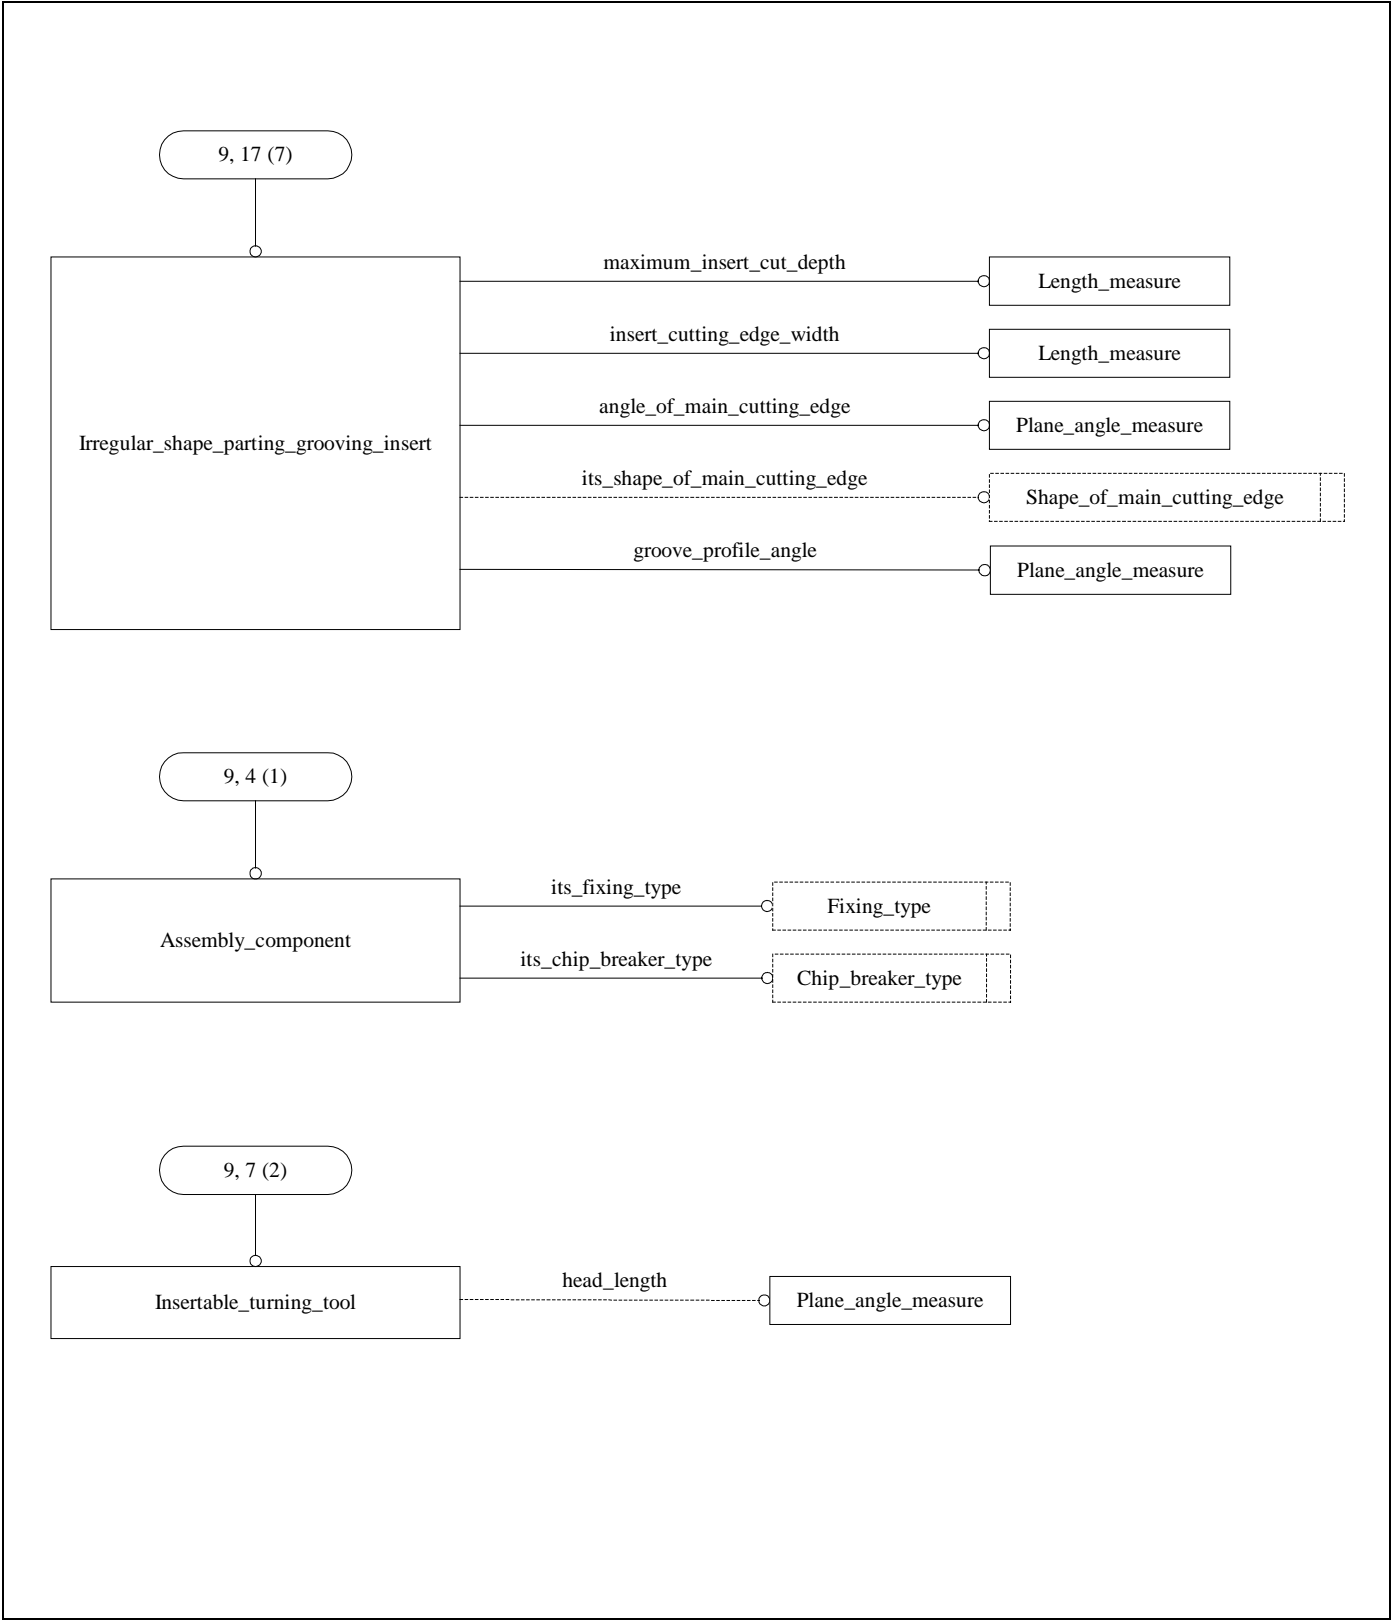 9, 17 (7)
maximum_insert_cut_depth
Length_measure
insert_cutting_edge_width
Length_measure
angle_of_main_cutting_edge
Plane_angle_measure
Irregular_shape_parting_grooving_insert
its_shape_of_main_cutting_edge
Shape_of_main_cutting_edge
groove_profile_angle
Plane_angle_measure
9, 4 (1)
its_fixing_type
Fixing_type
Assembly_component
its_chip_breaker_type
Chip_breaker_type
9, 7 (2)
head_length
Insertable_turning_tool
Plane_angle_measure